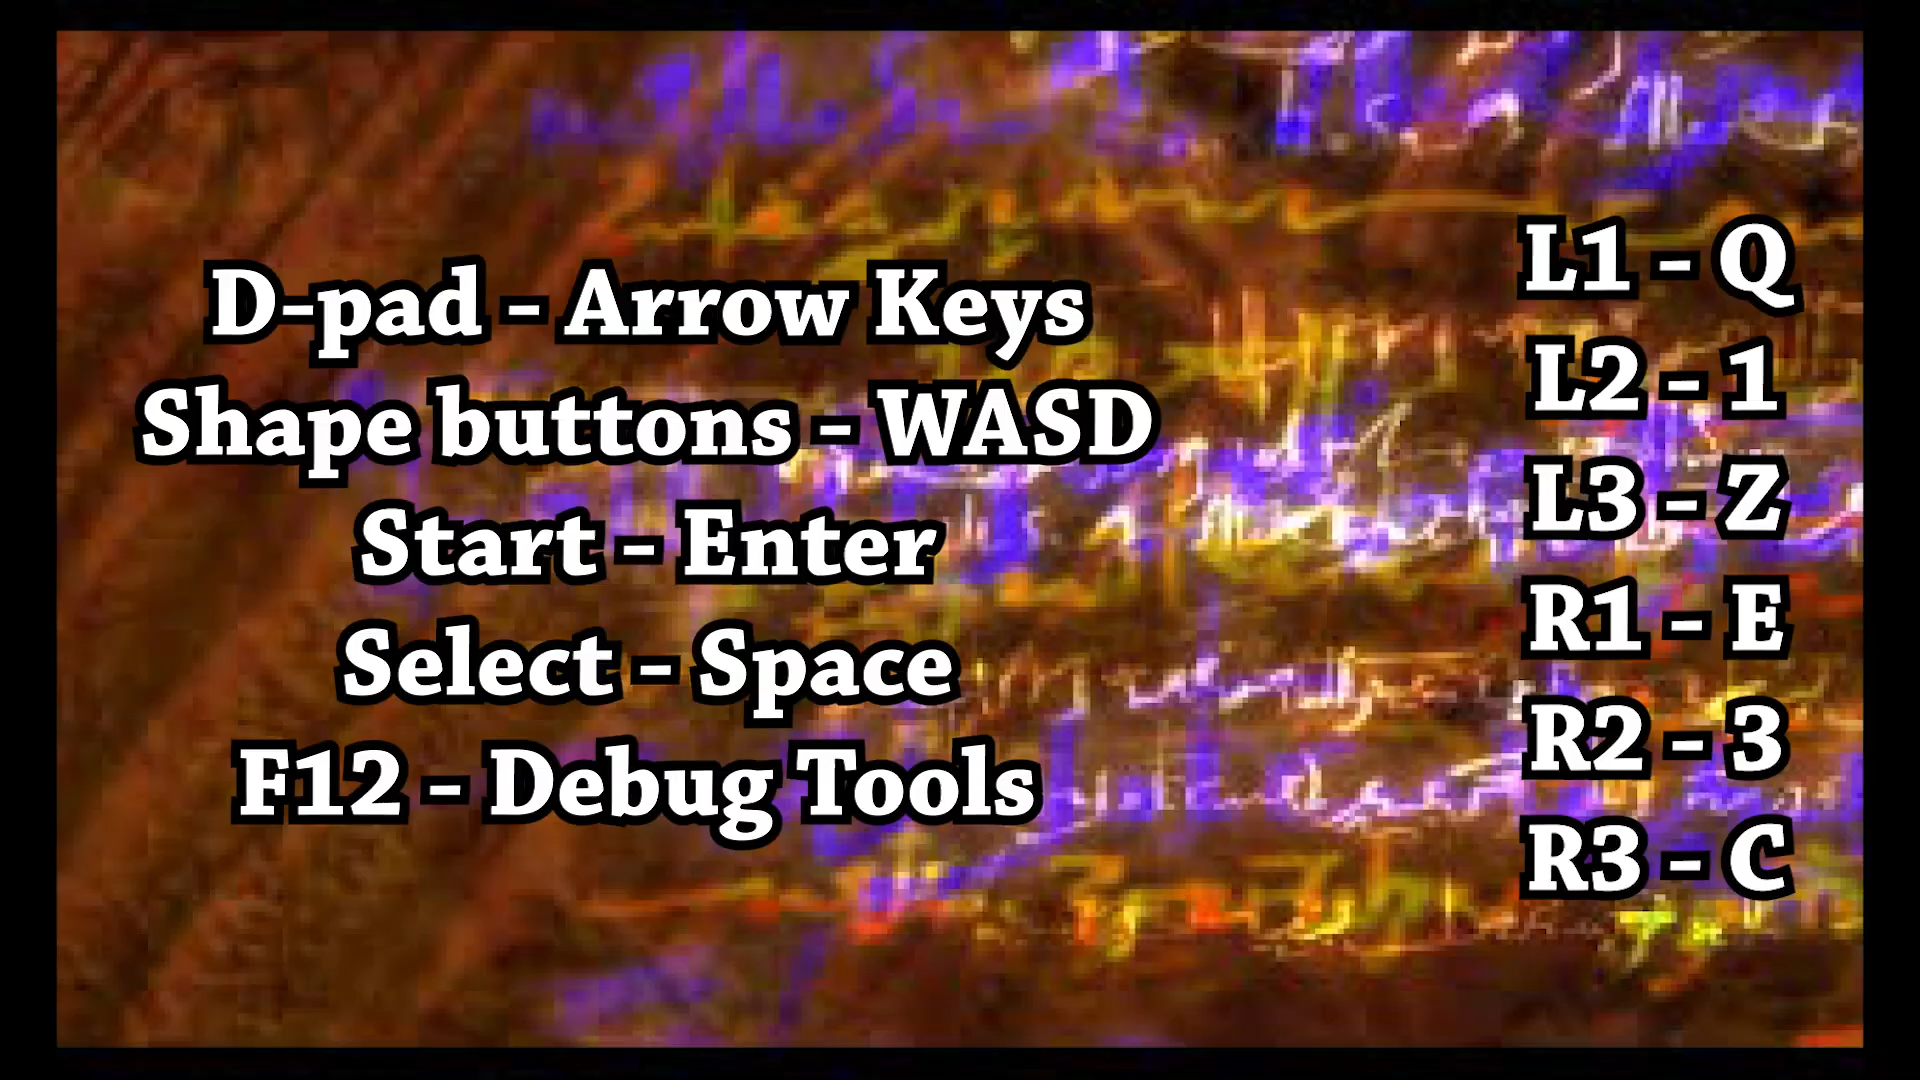 D-pad - Arrow Keys
Shape buttons - WASD
Start - Enter
Select - Space
F12 - Debug Tools
L1 - Q
L2 - 1
L3 - Z
R1 - E
R2 - 3
R3 - C